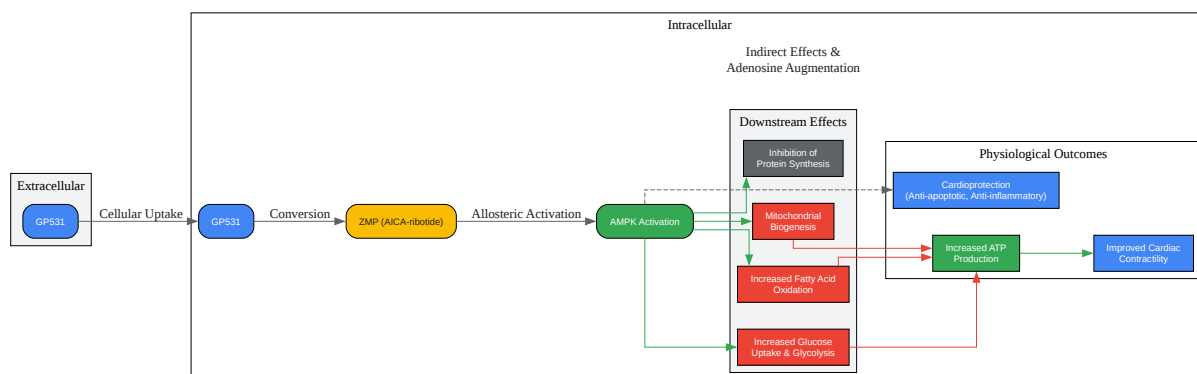 Intracellular
Indirect Effects &
Adenosine Augmentation
Extracellular
GP531
Cellular Uptake
GP531
Conversion
ZMP (AICA-ribotide)
Allosteric Activation
AMPK Activation
Downstream Effects
Inhibition of
Protein Synthesis
Mitochondrial
Biogenesis
Increased Fatty Acid
Oxidation
Increased Glucose
Uptake & Glycolysis
Physiological Outcomes
Cardioprotection
(Anti-apoptotic, Anti-inflammatory)
Increased ATP
Production
Improved Cardiac
Contractility